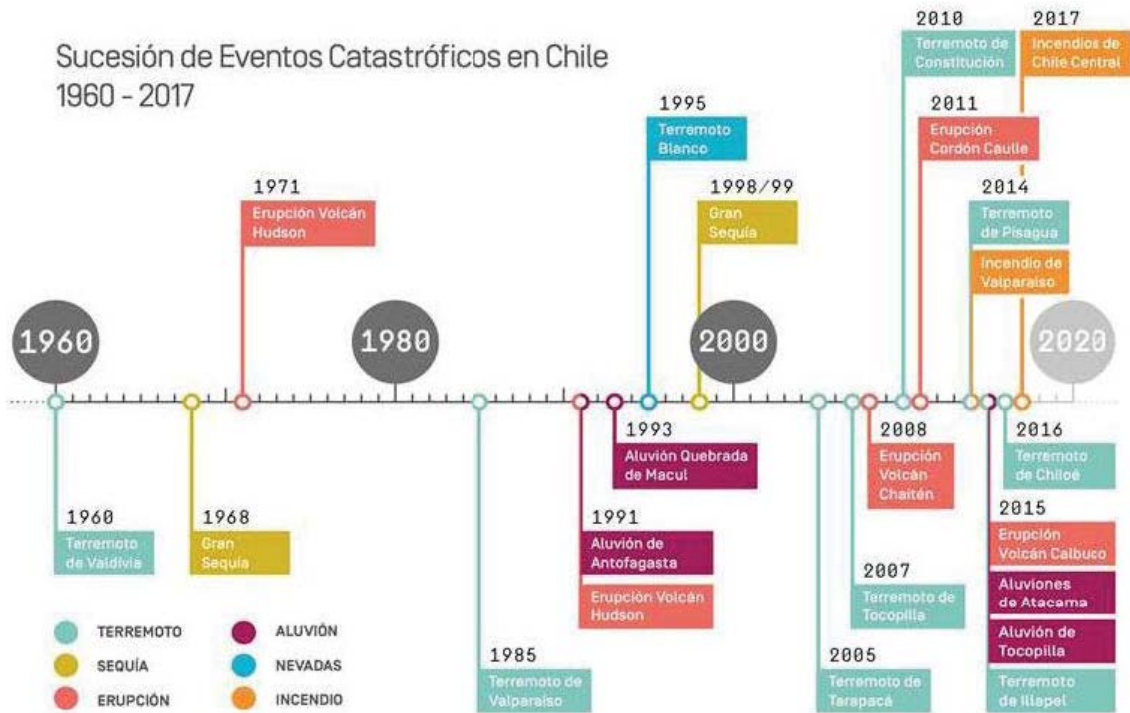 Sucesión de Eventos Catastróficos en Chile
1960 - 2017
2010
Terremoto de
Constitución
2017
Incendios de
Chile Central
1995
Terremoto
Blanco
2011
Erupción
Cordón Caulle
1971
Erupción Volcán
Hudson
1998/99
Gran
Sequía
2014
Terremoto
de Pisagua
Incendio de
Valparaíso
1960
1980
2000
2020
1960
Terremoto
de Valdivia
1968
Gran
Sequía
1985
Terremoto de
Valparaíso
1991
Aluvión de
Antofagasta
Erupción Volcán
Hudson
1993
Aluvión Quebrada
de Macul
2005
Terremoto de
Tarapacá
2007
Terremoto de
Tocopilla
2008
Erupción
Volcán
Chaitén
2015
Erupción
Volcán Calbuco
Aluviones
de Atacama
Aluvión de
Tocopilla
Terremoto
de Illapel
2016
Terremoto
de Chiloé
TERREMOTO
SEQUÍA
ERUPCIÓN
ALUVIÓN
NEVADAS
INCENDIO